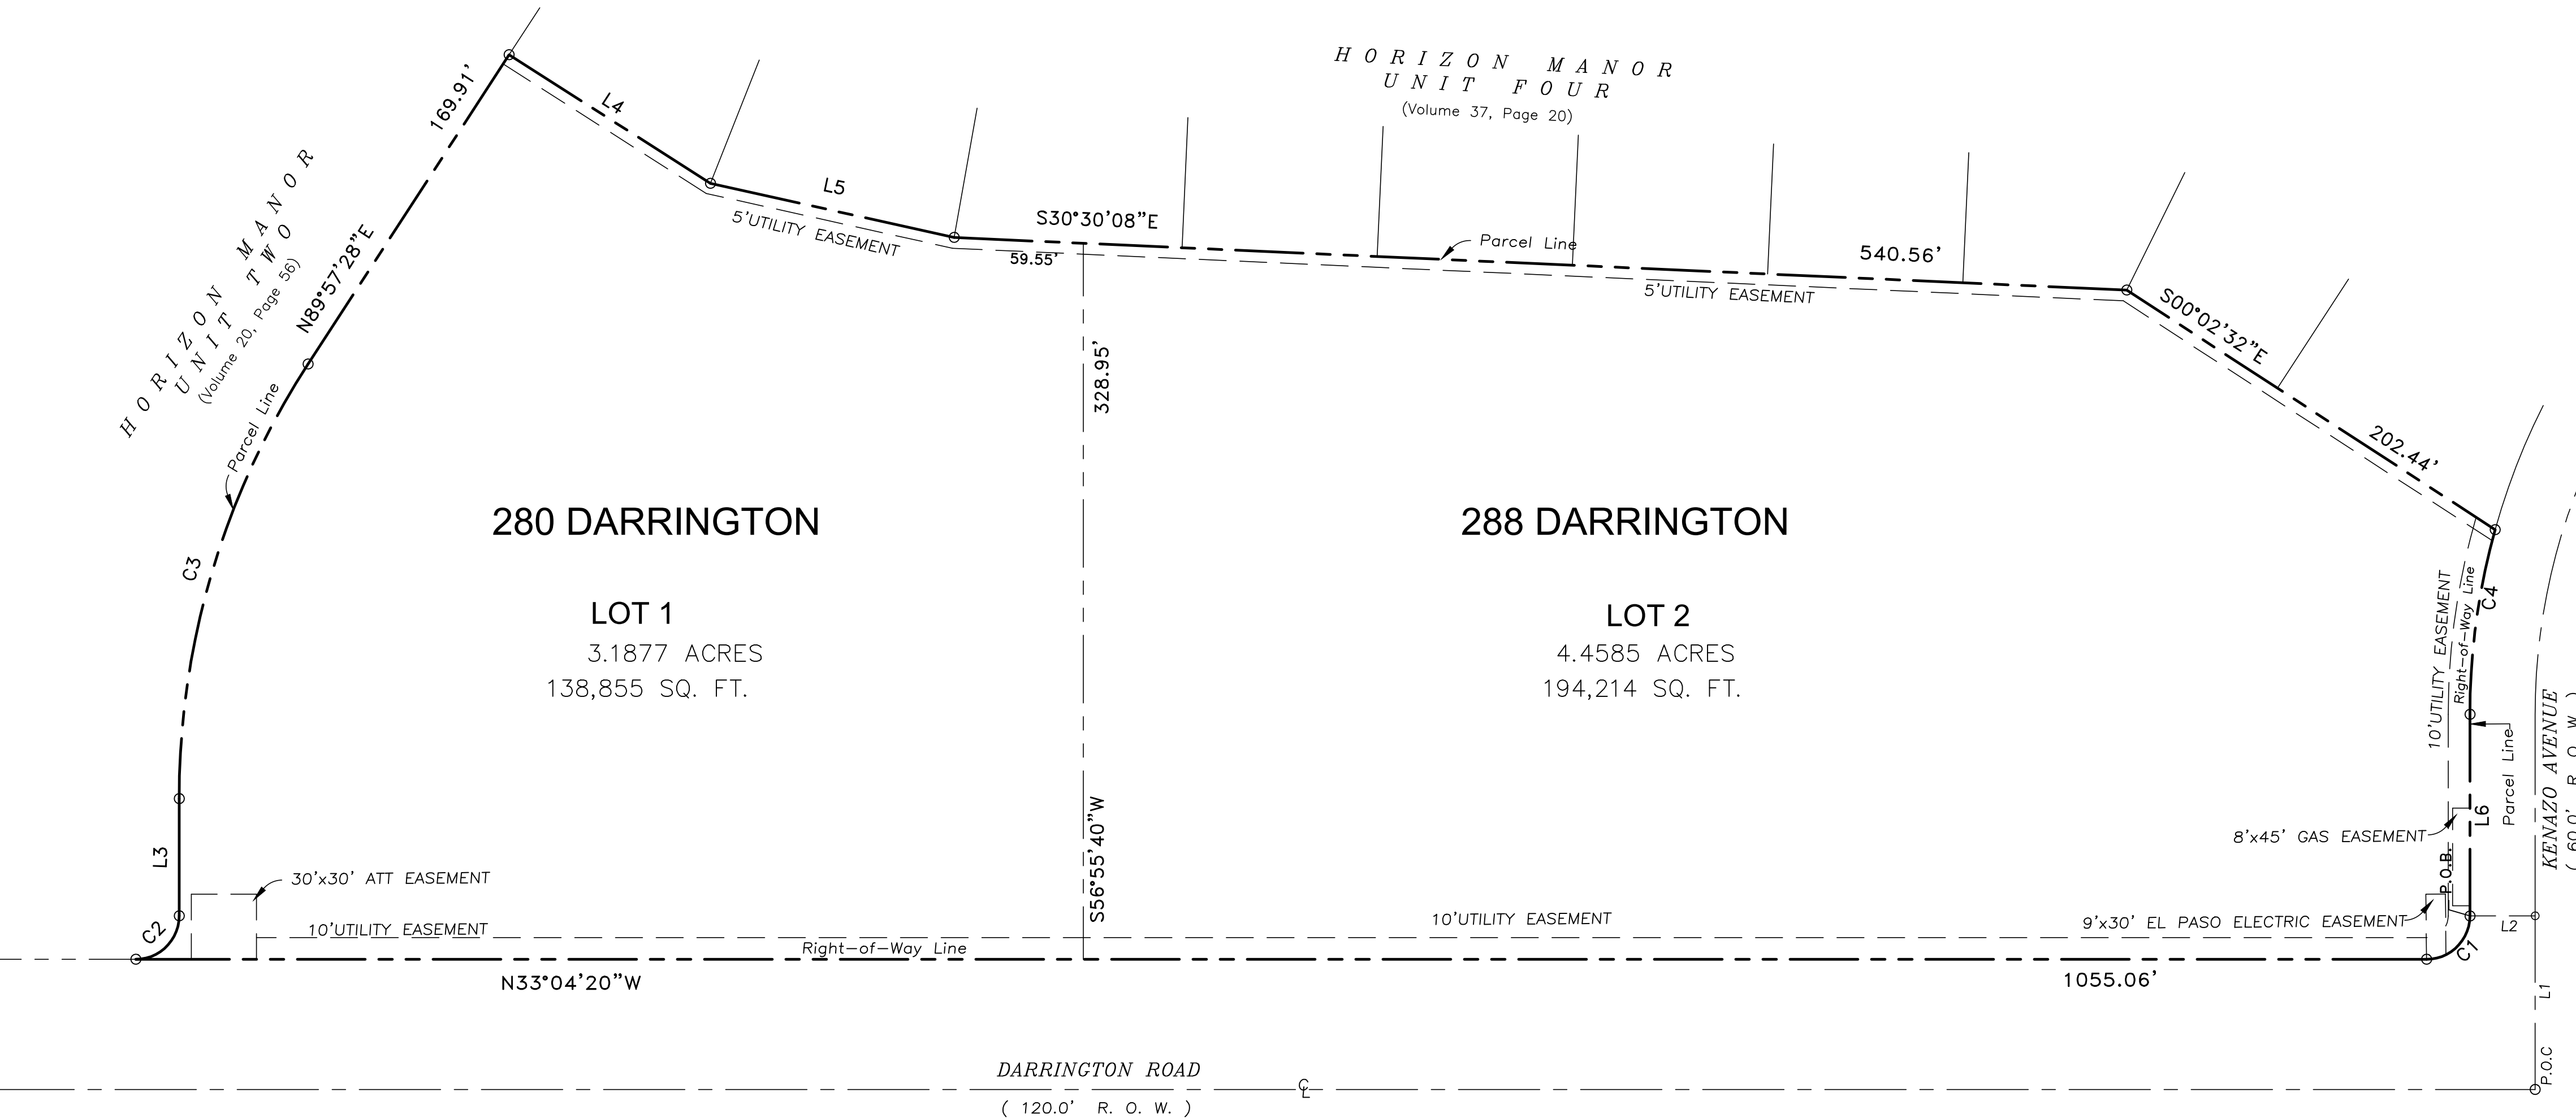 HORIZON MANOR
UNIT FOUR
(Volume 37, Page 20)
169.91'
L4
L5
HORIZON MANOR
UNIT TWO
(Volume 20, Page 56)
N89°57'28"E
5'UTILITY EASEMENT
S30°30'08"E
59.55'
Parcel Line
540.56'
5'UTILITY EASEMENT
S00°02'32"E
202.44'
Parcel Line
328.95'
C3
280 DARRINGTON
LOT 1
3.1877 ACRES
138,855 SQ. FT.
288 DARRINGTON
LOT 2
4.4585 ACRES
194,214 SQ. FT.
10'UTILITY EASEMENT
Right-of-Way Line
C4
Parcel Line
L6
KENAZO AVENUE
( 60.0' R. O. W. )
8'x45' GAS EASEMENT
P.O.B.
L3
C2
30'x30' ATT EASEMENT
10'UTILITY EASEMENT
Right-of-Way Line
S56°55'40"W
10'UTILITY EASEMENT
9'x30' EL PASO ELECTRIC EASEMENT
L2
C1
N33°04'20"W
1055.06'
L1
P.O.C
DARRINGTON ROAD
CL
( 120.0' R. O. W. )